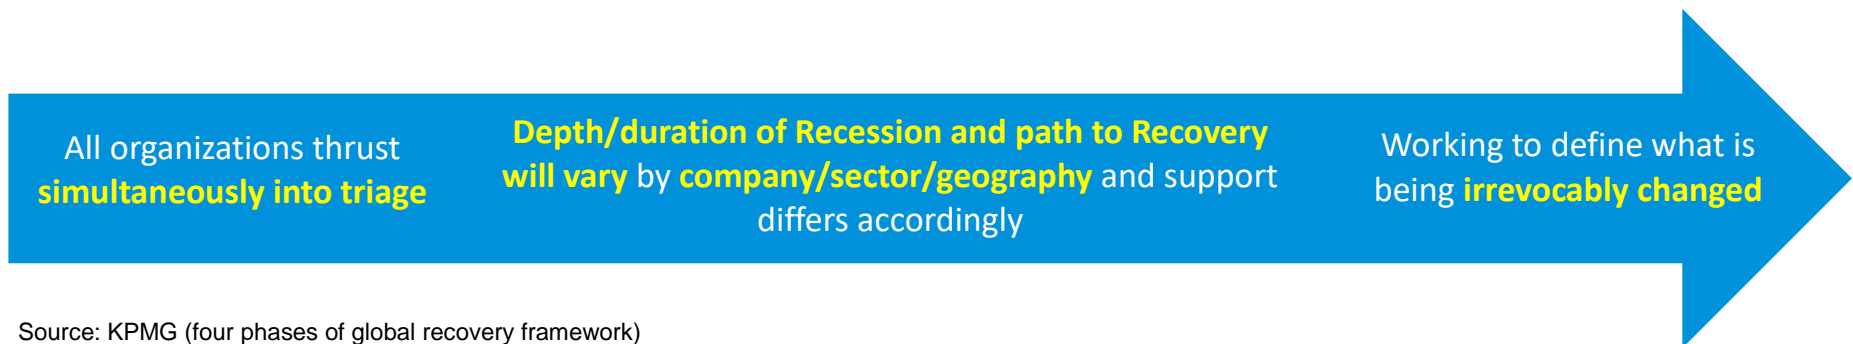 All organizations thrust
simultaneously into triage
Depth/duration of Recession and path to Recovery
will vary by company/sector/geography and support
differs accordingly
Working to define what is
being irrevocably changed
Source: KPMG (four phases of global recovery framework)